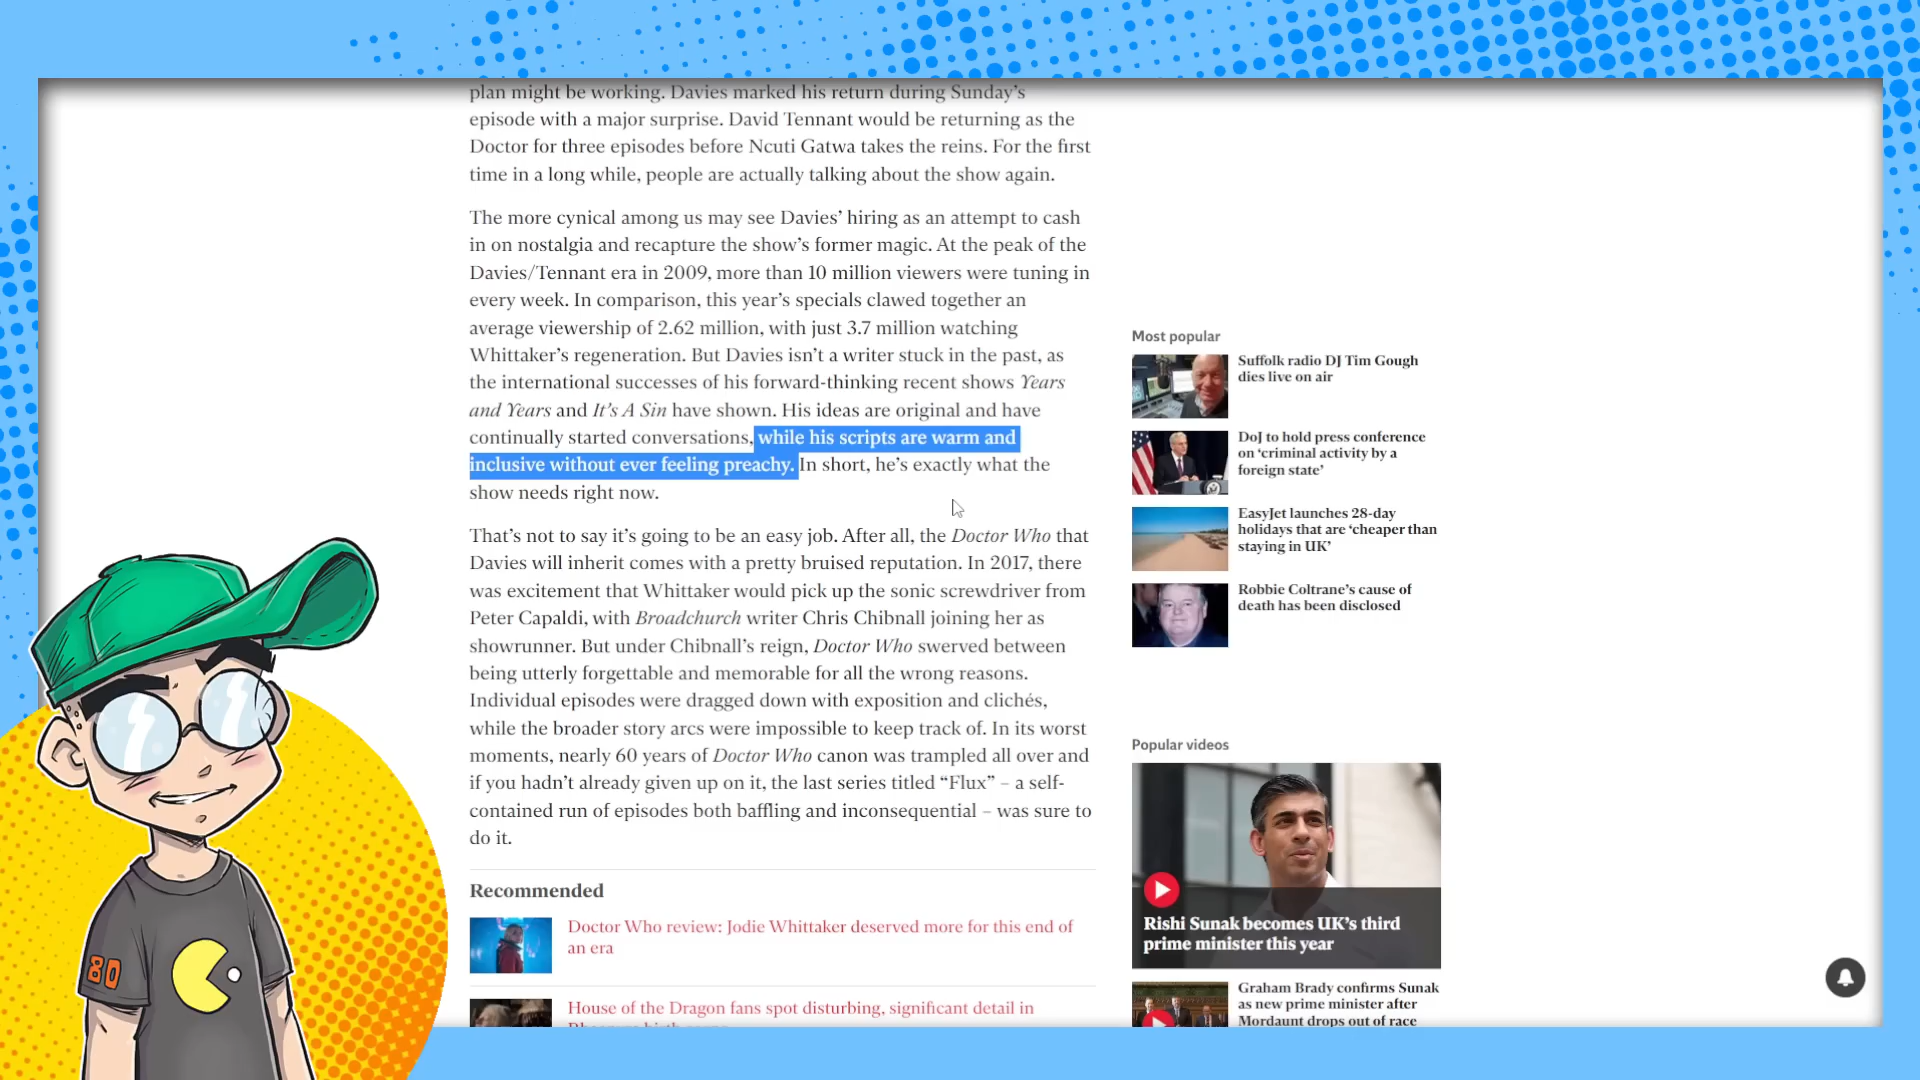 plan might be working. Davies marked his return during Sunday's
episode with a major surprise. David Tennant would be returning as the
Doctor for three episodes before Ncuti Gatwa takes the reins. For the first
time in a long while, people are actually talking about the show again.
The more cynical among us may see Davies' hiring as an attempt to cash
in on nostalgia and recapture the show's former magic. At the peak of the
Davies/Tennant era in 2009, more than 10 million viewers were tuning in
every week. In comparison, this year's specials clawed together an
average viewership of 2.62 million, with just 3.7 million watching
Whittaker's regeneration. But Davies isn't a writer stuck in the past, as
the international successes of his forward-thinking recent shows Years
and Years and It's A Sin have shown. His ideas are original and have
continually started conversations, while his scripts are warm and
inclusive without ever feeling preachy. In short, he's exactly what the
show needs right now.
That's not to say it's going to be an easy job. After all, the Doctor Who that
Davies will inherit comes with a pretty bruised reputation. In 2017, there
was excitement that Whittaker would pick up the sonic screwdriver from
Peter Capaldi, with Broadchurch writer Chris Chibnall joining her as
showrunner. But under Chibnall's reign, Doctor Who swerved between
being utterly forgettable and memorable for all the wrong reasons.
Individual episodes were dragged down with exposition and clichés,
while the broader story arcs were impossible to keep track of. In its worst
moments, nearly 60 years of Doctor Who canon was trampled all over and
if you hadn't already given up on it, the last series titled “Flux” – a self-
contained run of episodes both baffling and inconsequential – was sure to
do it.
Recommended
Doctor Who review: Jodie Whittaker deserved more for this end of
an era
House of the Dragon fans spot disturbing, significant detail in
Most popular
Suffolk radio DJ Tim Gough
dies live on air
DoJ to hold press conference
on ‘criminal activity by a
foreign state’
EasyJet launches 28-day
holidays that are ‘cheaper than
staying in UK’
Robbie Coltrane's cause of
death has been disclosed
Popular videos
Rishi Sunak becomes UK's third
prime minister this year
Graham Brady confirms Sunak
as new prime minister after
Mordaunt drops out of race
80